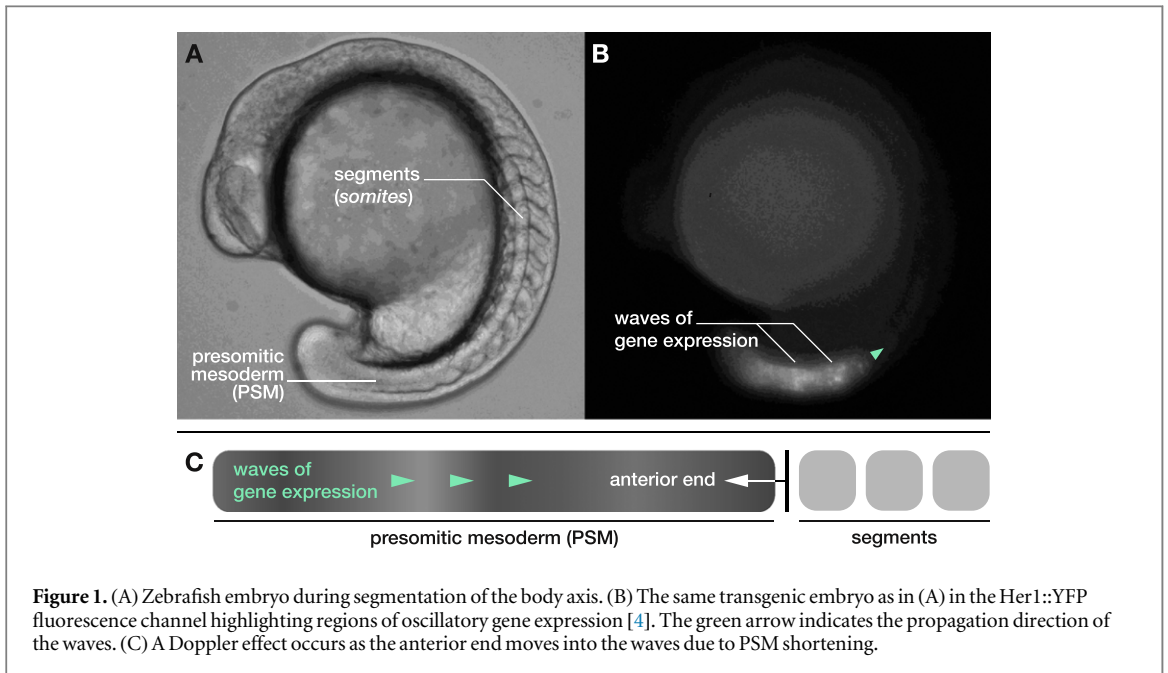 A
B
segments
(somites)
waves of
gene expression
presomitic
mesoderm
(PSM)
C
waves of
gene expression
anterior end
presomitic mesoderm (PSM)
segments
Figure 1. (A) Zebrafish embryo during segmentation of the body axis. (B) The same transgenic embryo as in (A) in the Her1::YFP
fluorescence channel highlighting regions of oscillatory gene expression [4]. The green arrow indicates the propagation direction of
the waves. (C) A Doppler effect occurs as the anterior end moves into the waves due to PSM shortening.